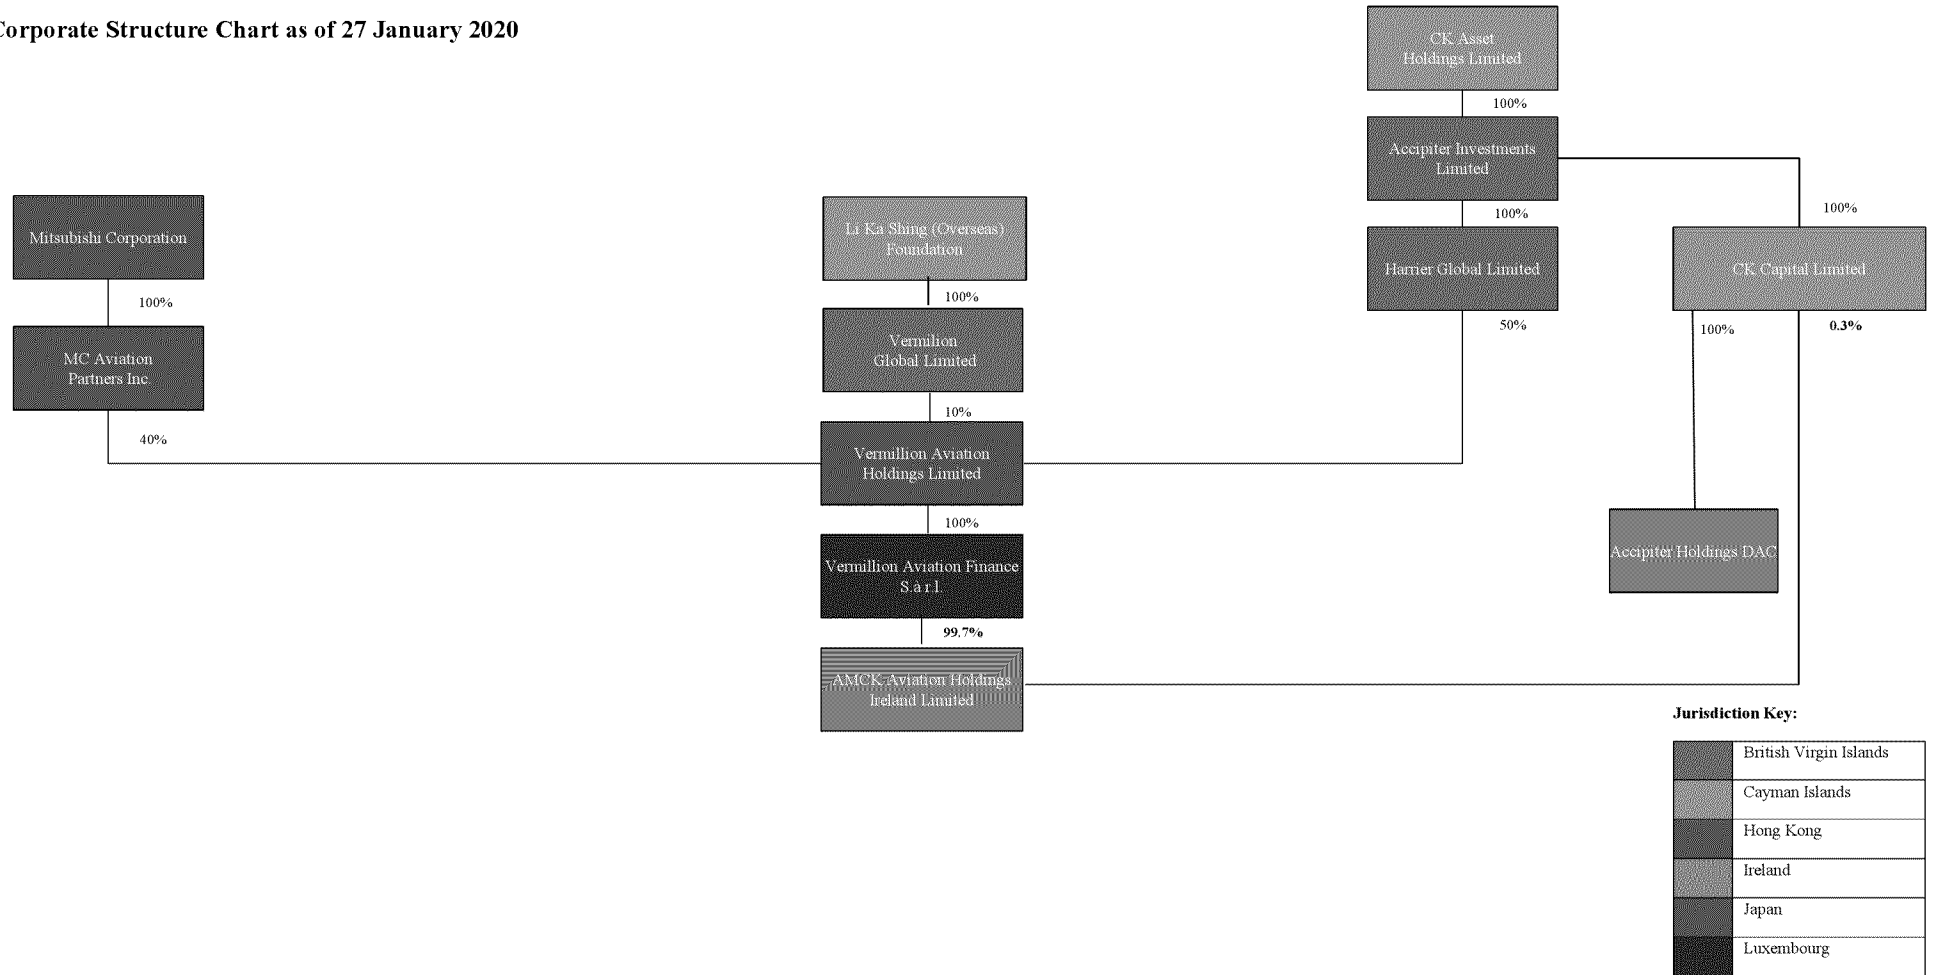 Corporate Structure Chart as of 27 January 2020
CK Asset
Holdings Limited
100%
Accipiter Investments
Limited
100%
100%
Mitsubishi Corporation
Li Ka Shing (Overseas)
Foundation
Harrier Global Limited
CK Capital Limited
100%
100%
50%
100%
0.3%
MC Aviation
Partners Inc.
Vermilion
Global Limited
40%
10%
Vermillion Aviation
Holdings Limited
100%
Vermillion Aviation Finance
S.à r.l.
Accipiter Holdings DAC
99.7%
AMCK Aviation Holdings
Ireland Limited
Jurisdiction Key:
British Virgin Islands
Cayman Islands
Hong Kong
Ireland
Japan
Luxembourg